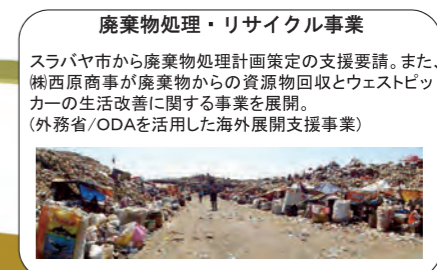 廃棄物処理・リサイクル事業
スラバヤ市から廃棄物処理計画策定の支援要請。また、
㈱西原商事が廃棄物からの資源物回収とウェストピッ
カーの生活改善に関する事業を展開。
(外務省/ODAを活用した海外展開支援事業)